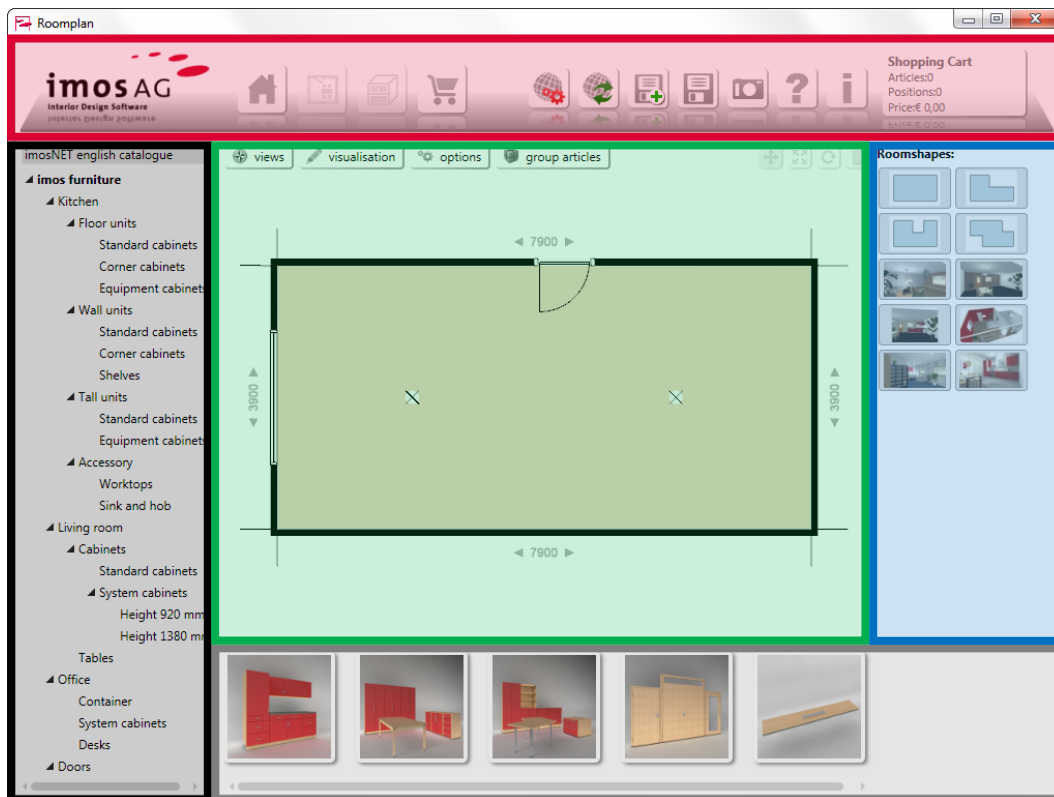 Roomplan
imos AG
Interior Design Software
Shopping Cart
Articles:0
Positions:0
Price:€ 0,00
imosNET english catalogue
imos furniture
Kitchen
Floor units
Standard cabinets
Corner cabinets
Equipment cabinets
Wall units
Standard cabinets
Corner cabinets
Shelves
Tall units
Standard cabinets
Equipment cabinets
Accessory
Worktops
Sink and hob
Living room
Cabinets
Standard cabinets
System cabinets
Height 920 mm
Height 1380 m
Tables
Office
Container
System cabinets
Desks
Doors
views visualisation options group articles
7900
3900
3900
7900
Roomshapes: